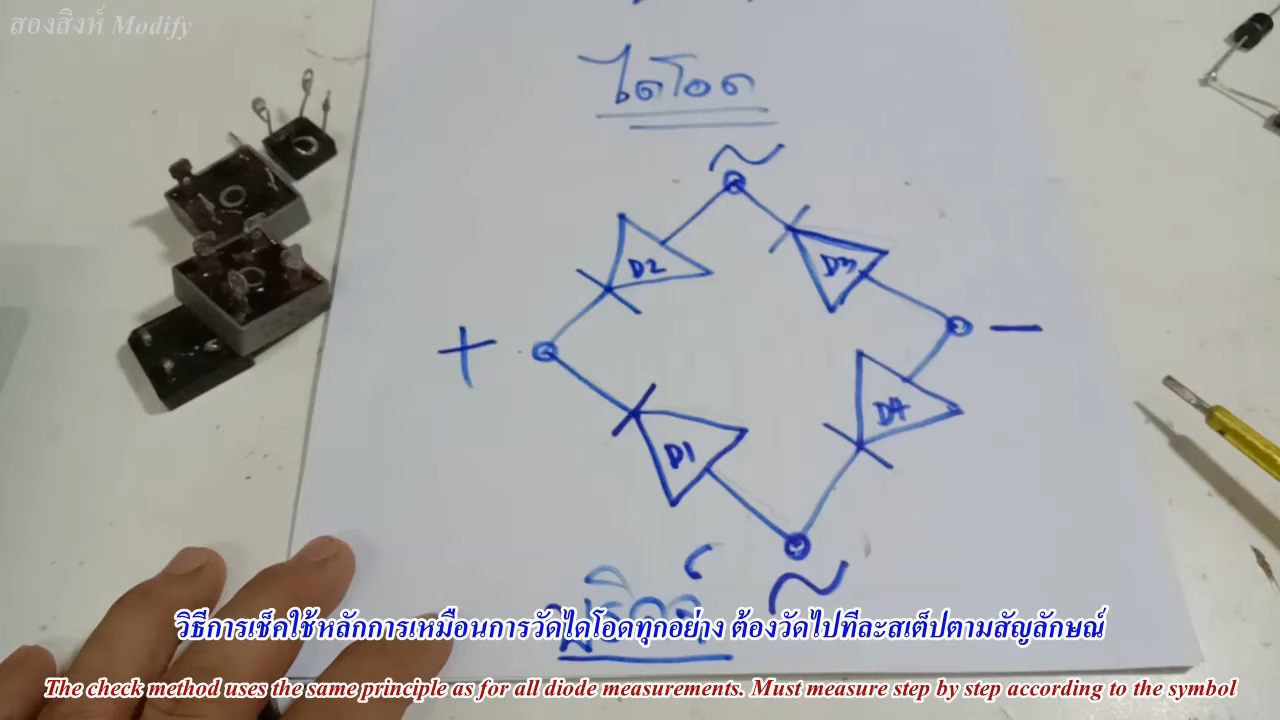 สองสิงห์ Modify
ไดโอด
~
D2
D3
+
−
D4
D1
~
บริดจ์
วิธีการเช็คใช้หลักการเหมือนการวัดไดโอดทุกอย่าง ต้องวัดไปทีละสเต็ปตามสัญลักษณ์
The check method uses the same principle as for all diode measurements. Must measure step by step according to the symbol